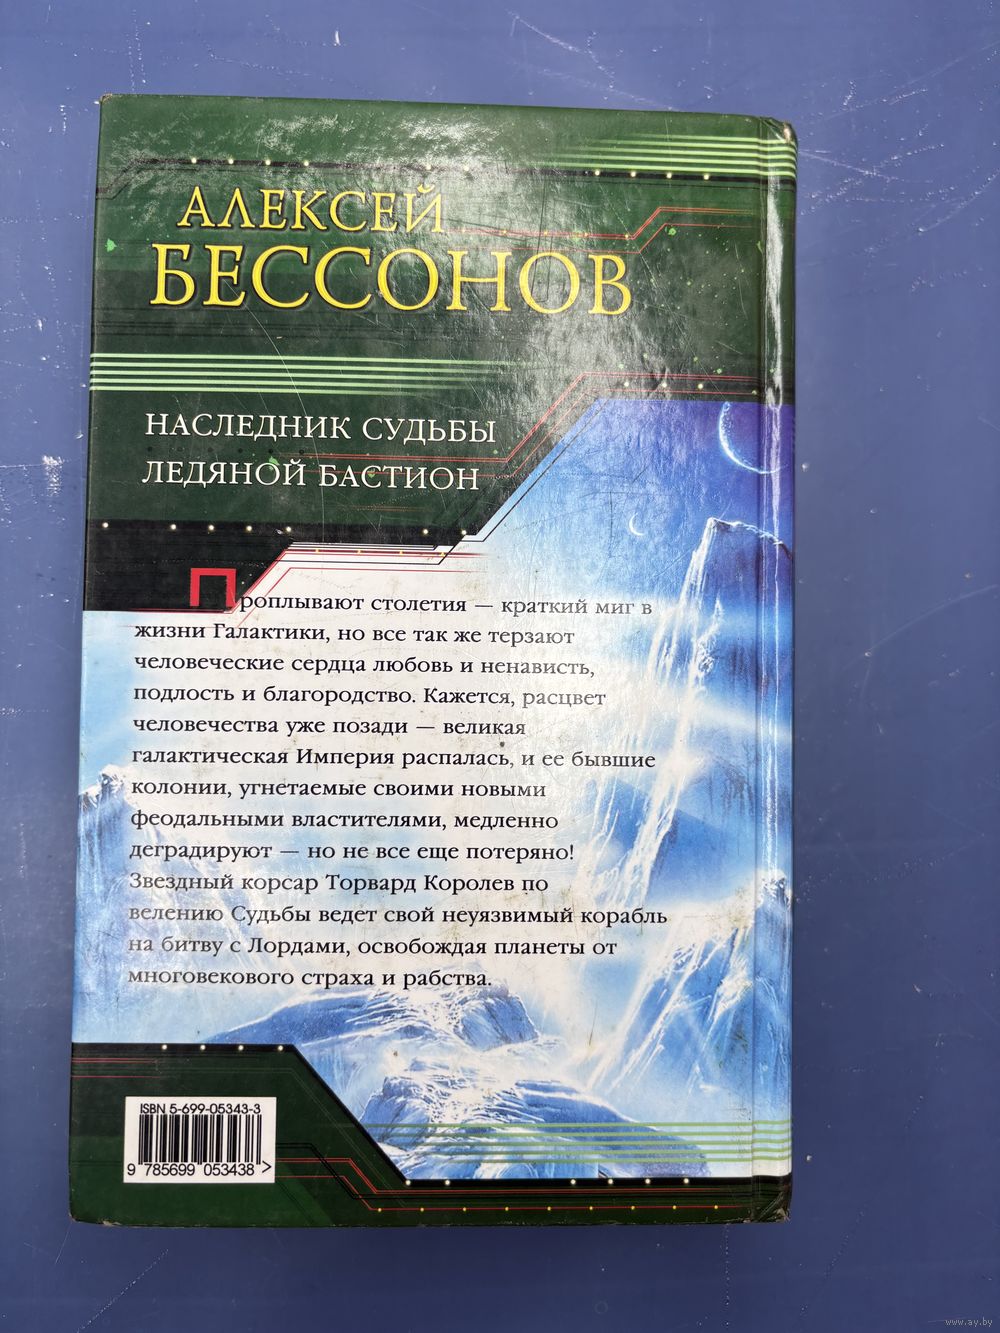 АЛЕКСЕЙ
БЕССОНОВ
НАСЛЕДНИК СУДЬБЫ
ЛЕДЯНОЙ БАСТИОН
Проплывают столетия — краткий миг в
жизни Галактики, но все так же терзают
человеческие сердца любовь и ненависть,
подлость и благородство. Кажется, расцвет
человечества уже позади — великая
галактическая Империя распалась, и ее бывшие
колонии, угнетаемые своими новыми
феодальными властителями, медленно
деградируют — но не все еще потеряно!
Звездный корсар Торвард Королев по
велению Судьбы ведет свой неуязвимый корабль
на битву с Лордами, освобождая планеты от
многовекового страха и рабства.
ISBN 5-699-05343-3
9 785699 053438 >
www.ay.by